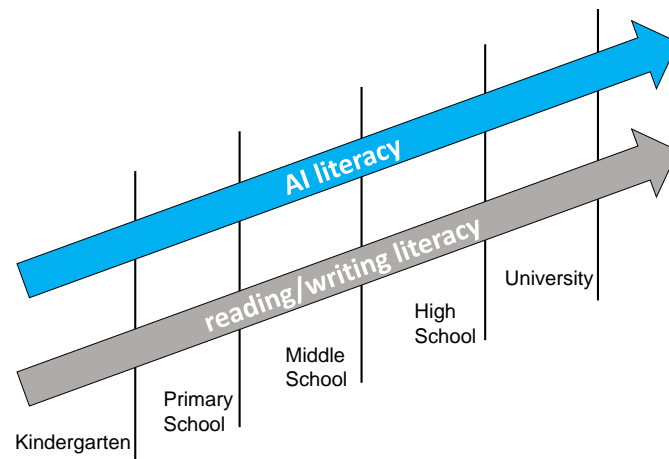 AI literacy
reading/writing literacy
University
High
School
Middle
School
Primary
School
Kindergarten